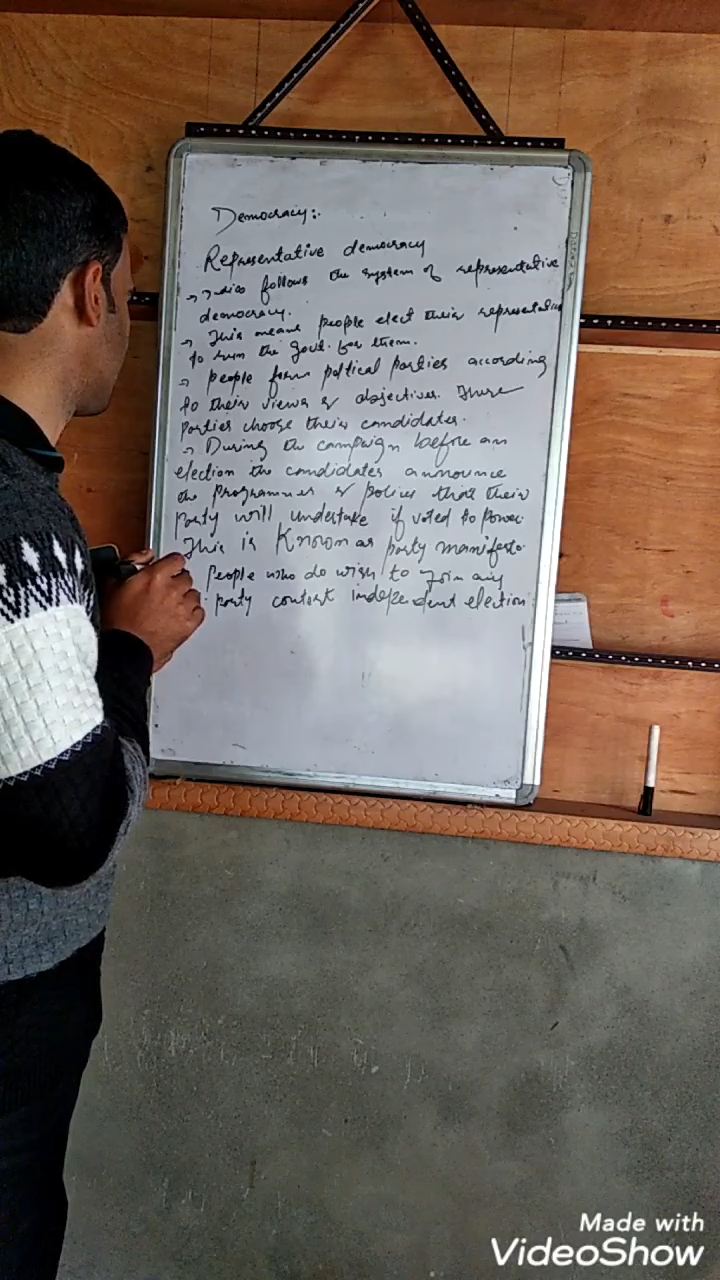 Democracy:.
Representative democracy
→ India follows the system of representative
democracy.
→ This means people elect their representative
to run the Govt. for them.
→ people form poltical parties according
to their views & objectives. These
parties choose their candidates.
→ During the campaign before an
election the candidates announce
the programmes & polices that their
party will undertake if voted to power
This is Known as party manifesto
People who do wish to join any
party contest independent election
Made with
VideoShow